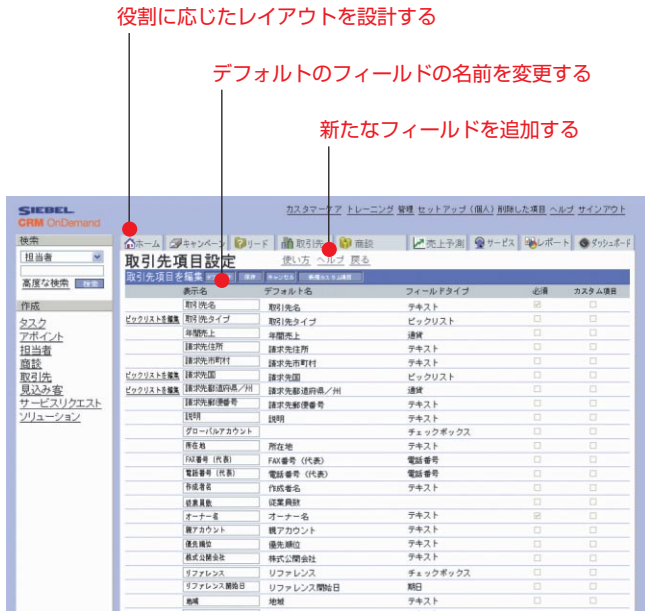 役割に応じたレイアウトを設計する
デフォルトのフィールドの名前を変更する
新たなフィールドを追加する
SIEBEL
CRM OnDemand
カスタマーケア トレーニング 管理 セットアップ (個人) 削除した項目 ヘルプ サインアウト
ホーム キャンペーン リード 取引先 商談 売上予測 サービス レポート ダッシュボード
検索
担当者
高度な検索 検索
作成
タスク
アポイント
担当者
商談
取引先
見込み客
サービスリクエスト
ソリューション
取引先項目設定 使い方 ヘルプ 戻る
取引先項目を編集 保存 キャンセル
表示名 デフォルト名 フィールドタイプ 必須 カスタム項目
取引先名 取引先名 テキスト
ピックリストを編集 取引先タイプ 取引先タイプ ピックリスト
年間売上 年間売上 通貨
請求先住所 請求先住所 テキスト
請求先市町村 請求先市町村 テキスト
ピックリストを編集 請求先国 請求先国 ピックリスト
ピックリストを編集 請求先都道府県/州 請求先都道府県/州 通貨
請求先郵便番号 請求先郵便番号 テキスト
説明 説明 テキスト
グローバルアカウント チェックボックス
所在地 所在地 テキスト
FAX番号 (代表) FAX番号 (代表) 電話番号
電話番号 (代表) 電話番号 (代表) 電話番号
作成者名 作成者名 テキスト
従業員数 従業員数
オーナー名 オーナー名 テキスト
親アカウント 親アカウント テキスト
優先順位 優先順位 テキスト
株式公開会社 株式公開会社 テキスト
リファレンス リファレンス チェックボックス
リファレンス開始日 リファレンス開始日 期日
地域 地域 テキスト